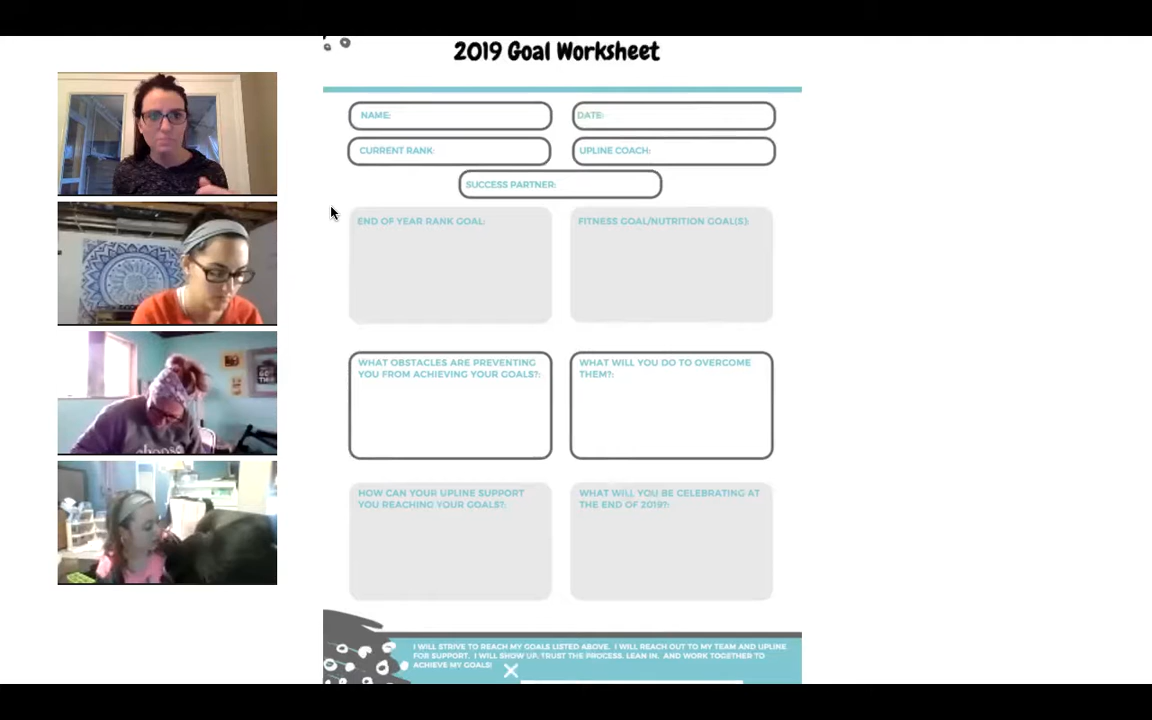 2019 Goal Worksheet
NAME:
DATE:
CURRENT RANK:
UPLINE COACH:
SUCCESS PARTNER:
END OF YEAR RANK GOAL:
FITNESS GOAL/NUTRITION GOAL(S):
WHAT OBSTACLES ARE PREVENTING
YOU FROM ACHIEVING YOUR GOALS?:
WHAT WILL YOU DO TO OVERCOME
THEM?:
HOW CAN YOUR UPLINE SUPPORT
YOU REACHING YOUR GOALS?:
WHAT WILL YOU BE CELEBRATING AT
THE END OF 2019?:
I WILL STRIVE TO REACH MY GOALS LISTED ABOVE. I WILL REACH OUT TO MY TEAM AND UPLINE
FOR SUPPORT. I WILL SHOW UP, TRUST THE PROCESS, LEAN IN, AND WORK TOGETHER TO
ACHIEVE MY GOALS!
choose